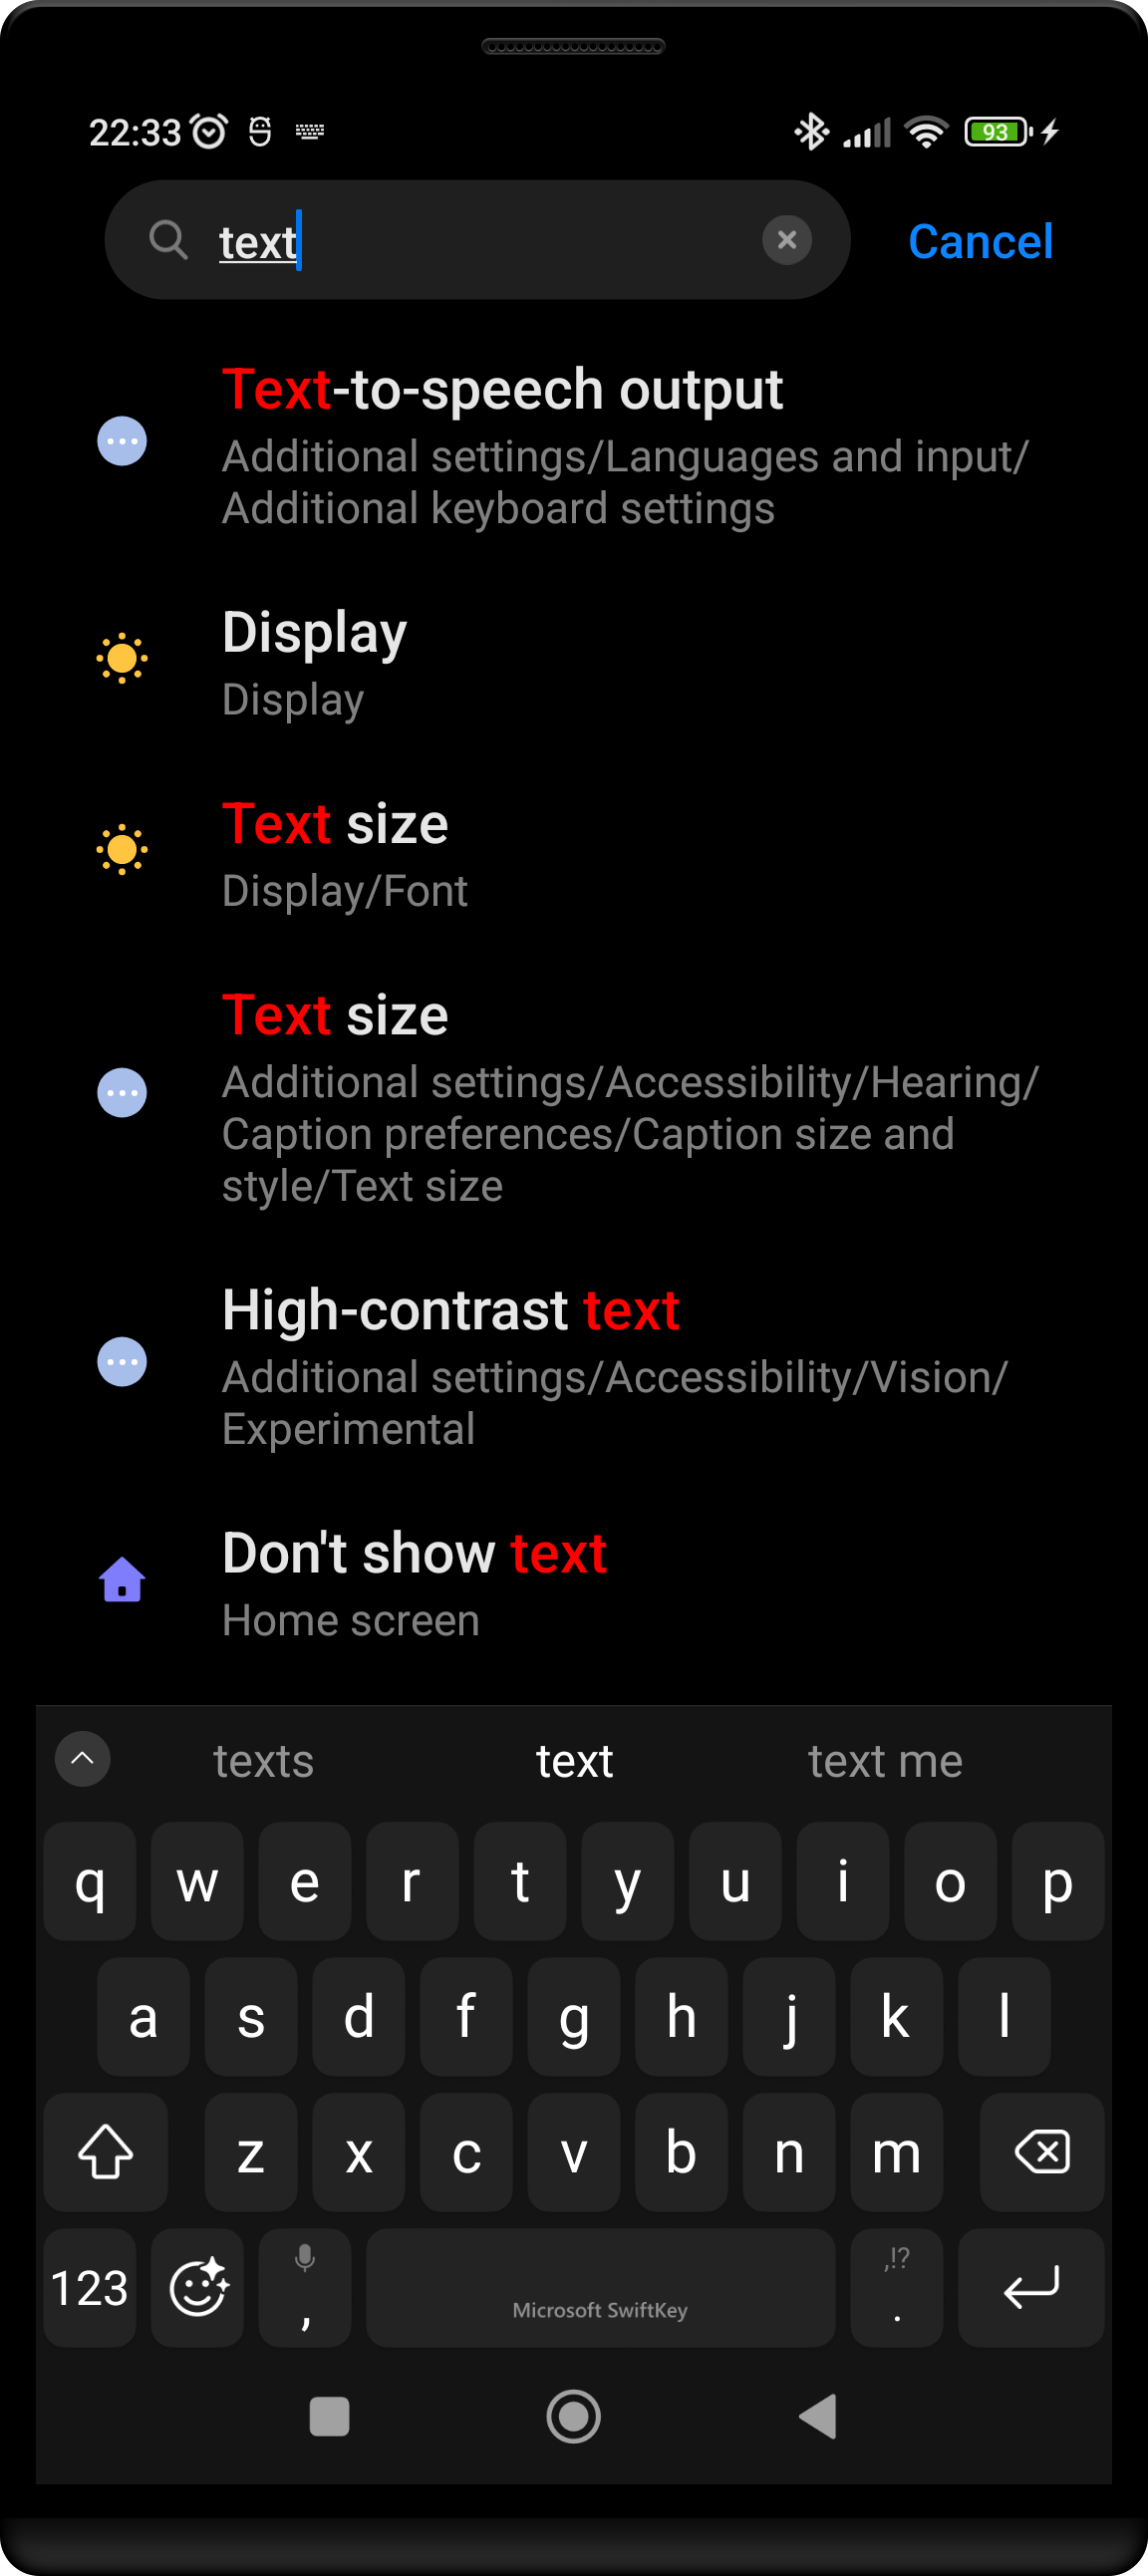 22:33 93
text Cancel
Text-to-speech output
Additional settings/Languages and input/
Additional keyboard settings
Display
Display
Text size
Display/Font
Text size
Additional settings/Accessibility/Hearing/
Caption preferences/Caption size and
style/Text size
High-contrast text
Additional settings/Accessibility/Vision/
Experimental
Don't show text
Home screen
texts text text me
q w e r t y u i o p
a s d f g h j k l
z x c v b n m
,!?
123 , Microsoft SwiftKey .